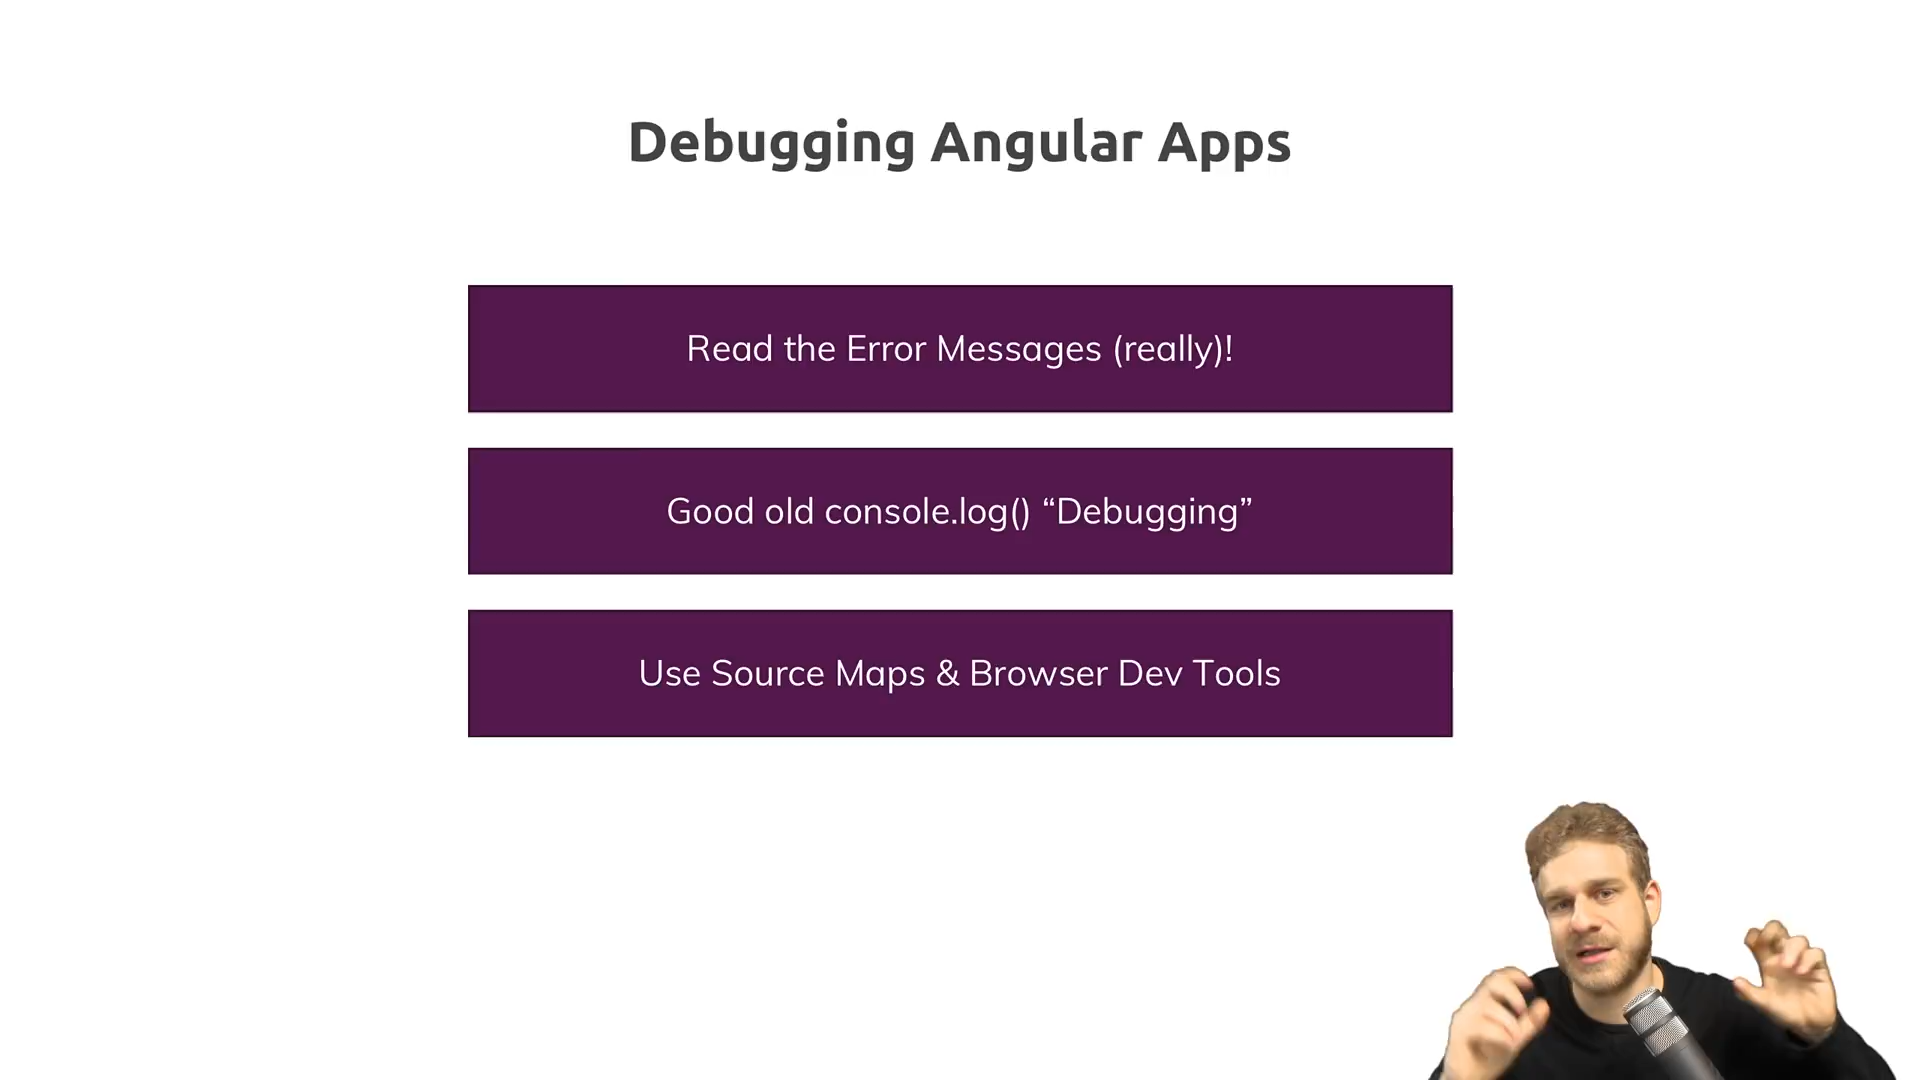 Debugging Angular Apps
Read the Error Messages (really)!
Good old console.log() “Debugging”
Use Source Maps & Browser Dev Tools